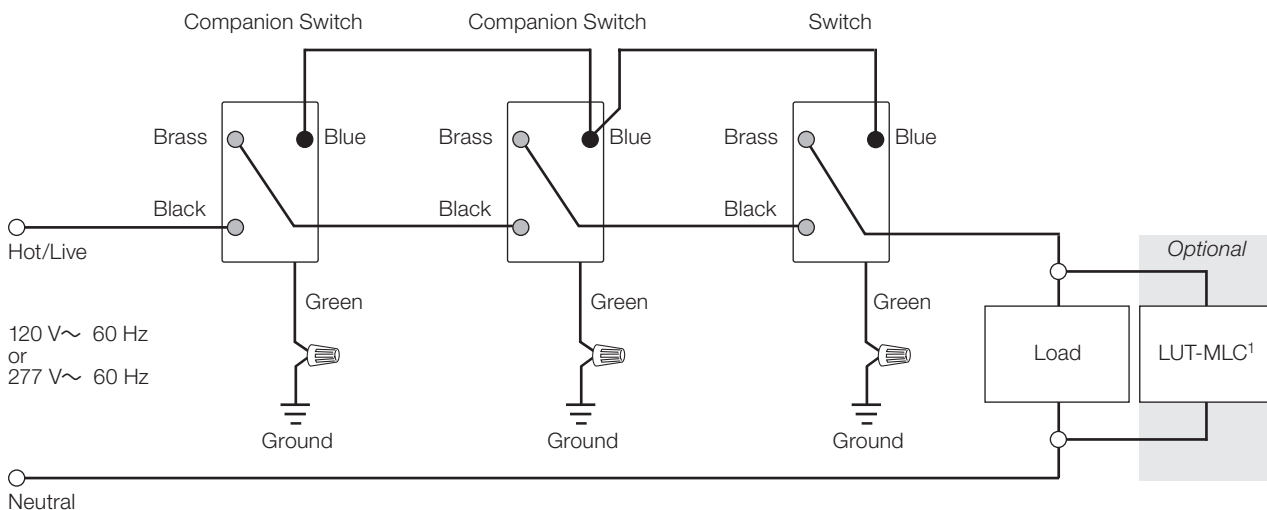 Companion Switch
Companion Switch
Switch
Brass
Blue
Brass
Blue
Brass
Blue
Black
Black
Black
Hot/Live
Optional
Green
Green
Green
120 V~ 60 Hz
or
277 V~ 60 Hz
Load
LUT-MLC¹
Ground
Ground
Ground
Neutral